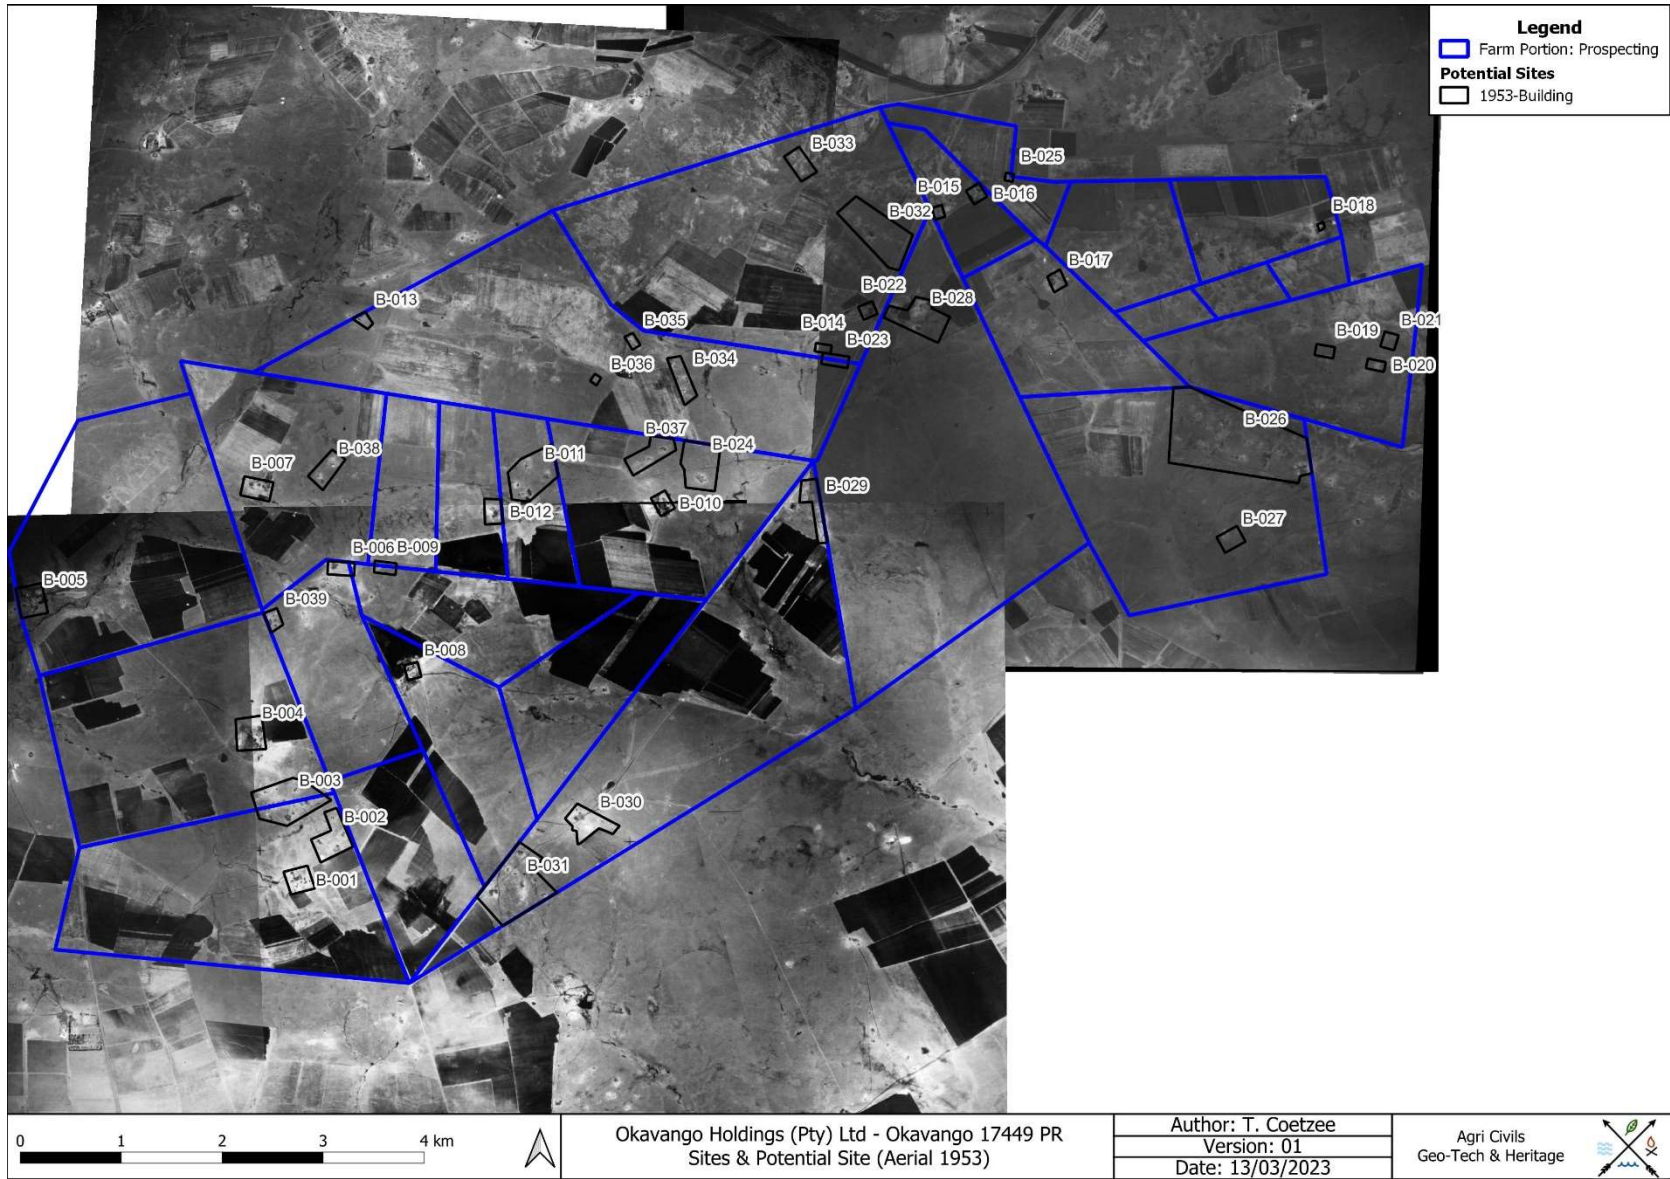 Legend
Farm Portion: Prospecting
Potential Sites
1953-Building
B-033
B-025
B-015
B-016
B-032
B-018
B-017
B-022
B-028
B-013
B-035
B-014
B-023
B-021
B-019
B-020
B-036
B-034
B-026
B-037
B-024
B-038
B-011
B-007
B-029
B-010
B-012
B-027
B-006
B-009
B-005
B-039
B-008
B-004
B-003
B-002
B-030
B-031
B-001
0 1 2 3 4 km
Okavango Holdings (Pty) Ltd - Okavango 17449 PR
Sites & Potential Site (Aerial 1953)
Author: T. Coetzee
Version: 01
Date: 13/03/2023
Agri Civils
Geo-Tech & Heritage